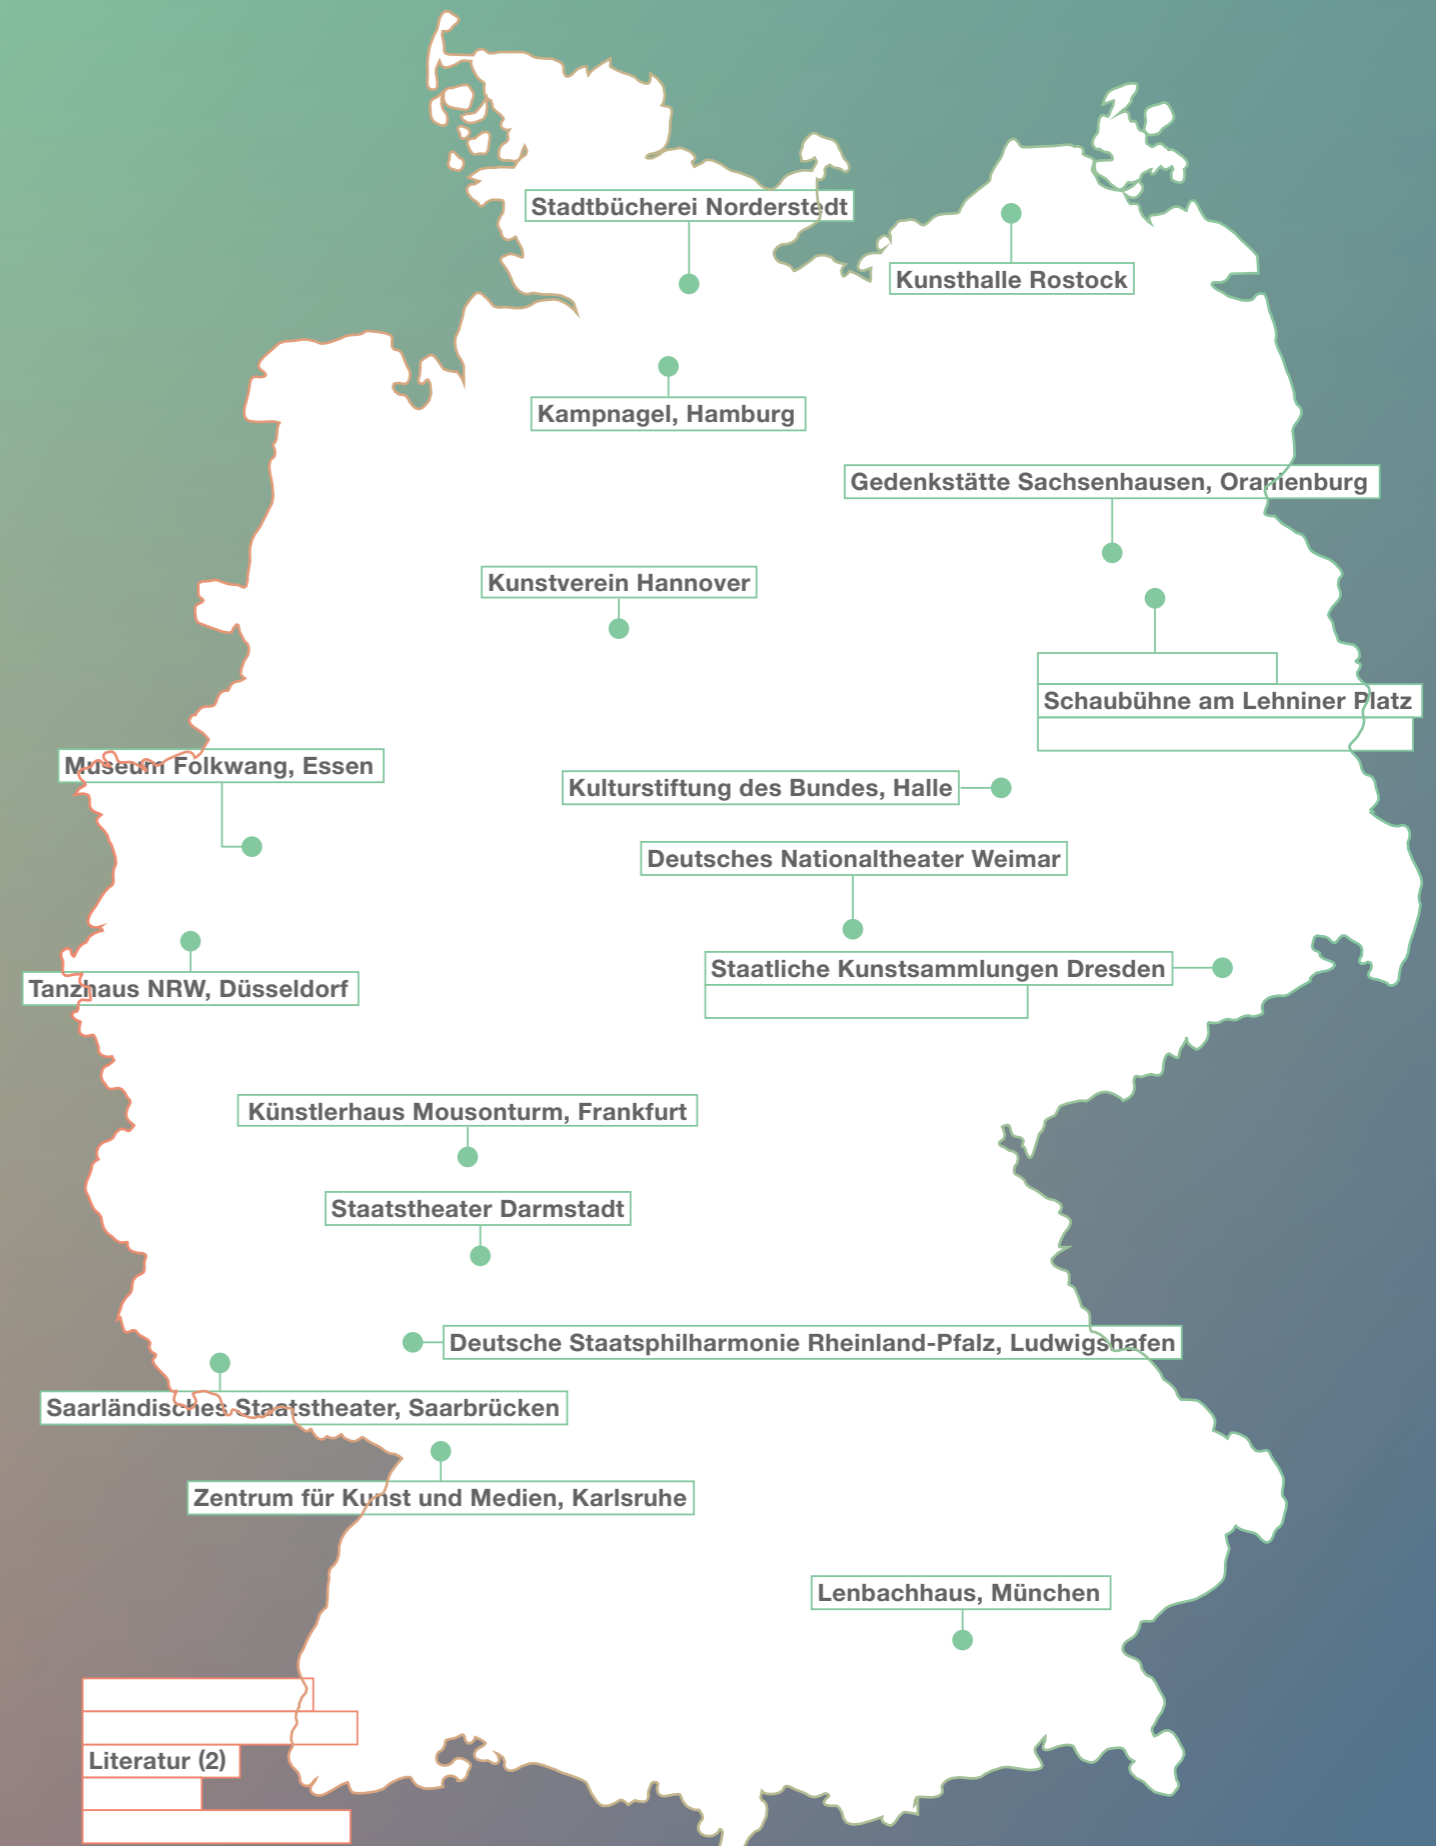 Stadtbücherei Norderstedt
Kunsthalle Rostock
Kampnagel, Hamburg
Gedenkstätte Sachsenhausen, Oranienburg
Kunstverein Hannover
Schaubühne am Lehniner Platz
Museum Folkwang, Essen
Kulturstiftung des Bundes, Halle
Deutsches Nationaltheater Weimar
Staatliche Kunstsammlungen Dresden
Tanzhaus NRW, Düsseldorf
Künstlerhaus Mousonturm, Frankfurt
Staatstheater Darmstadt
Deutsche Staatsphilharmonie Rheinland-Pfalz, Ludwigshafen
Saarländisches Staatstheater, Saarbrücken
Zentrum für Kunst und Medien, Karlsruhe
Lenbachhaus, München
Literatur (2)